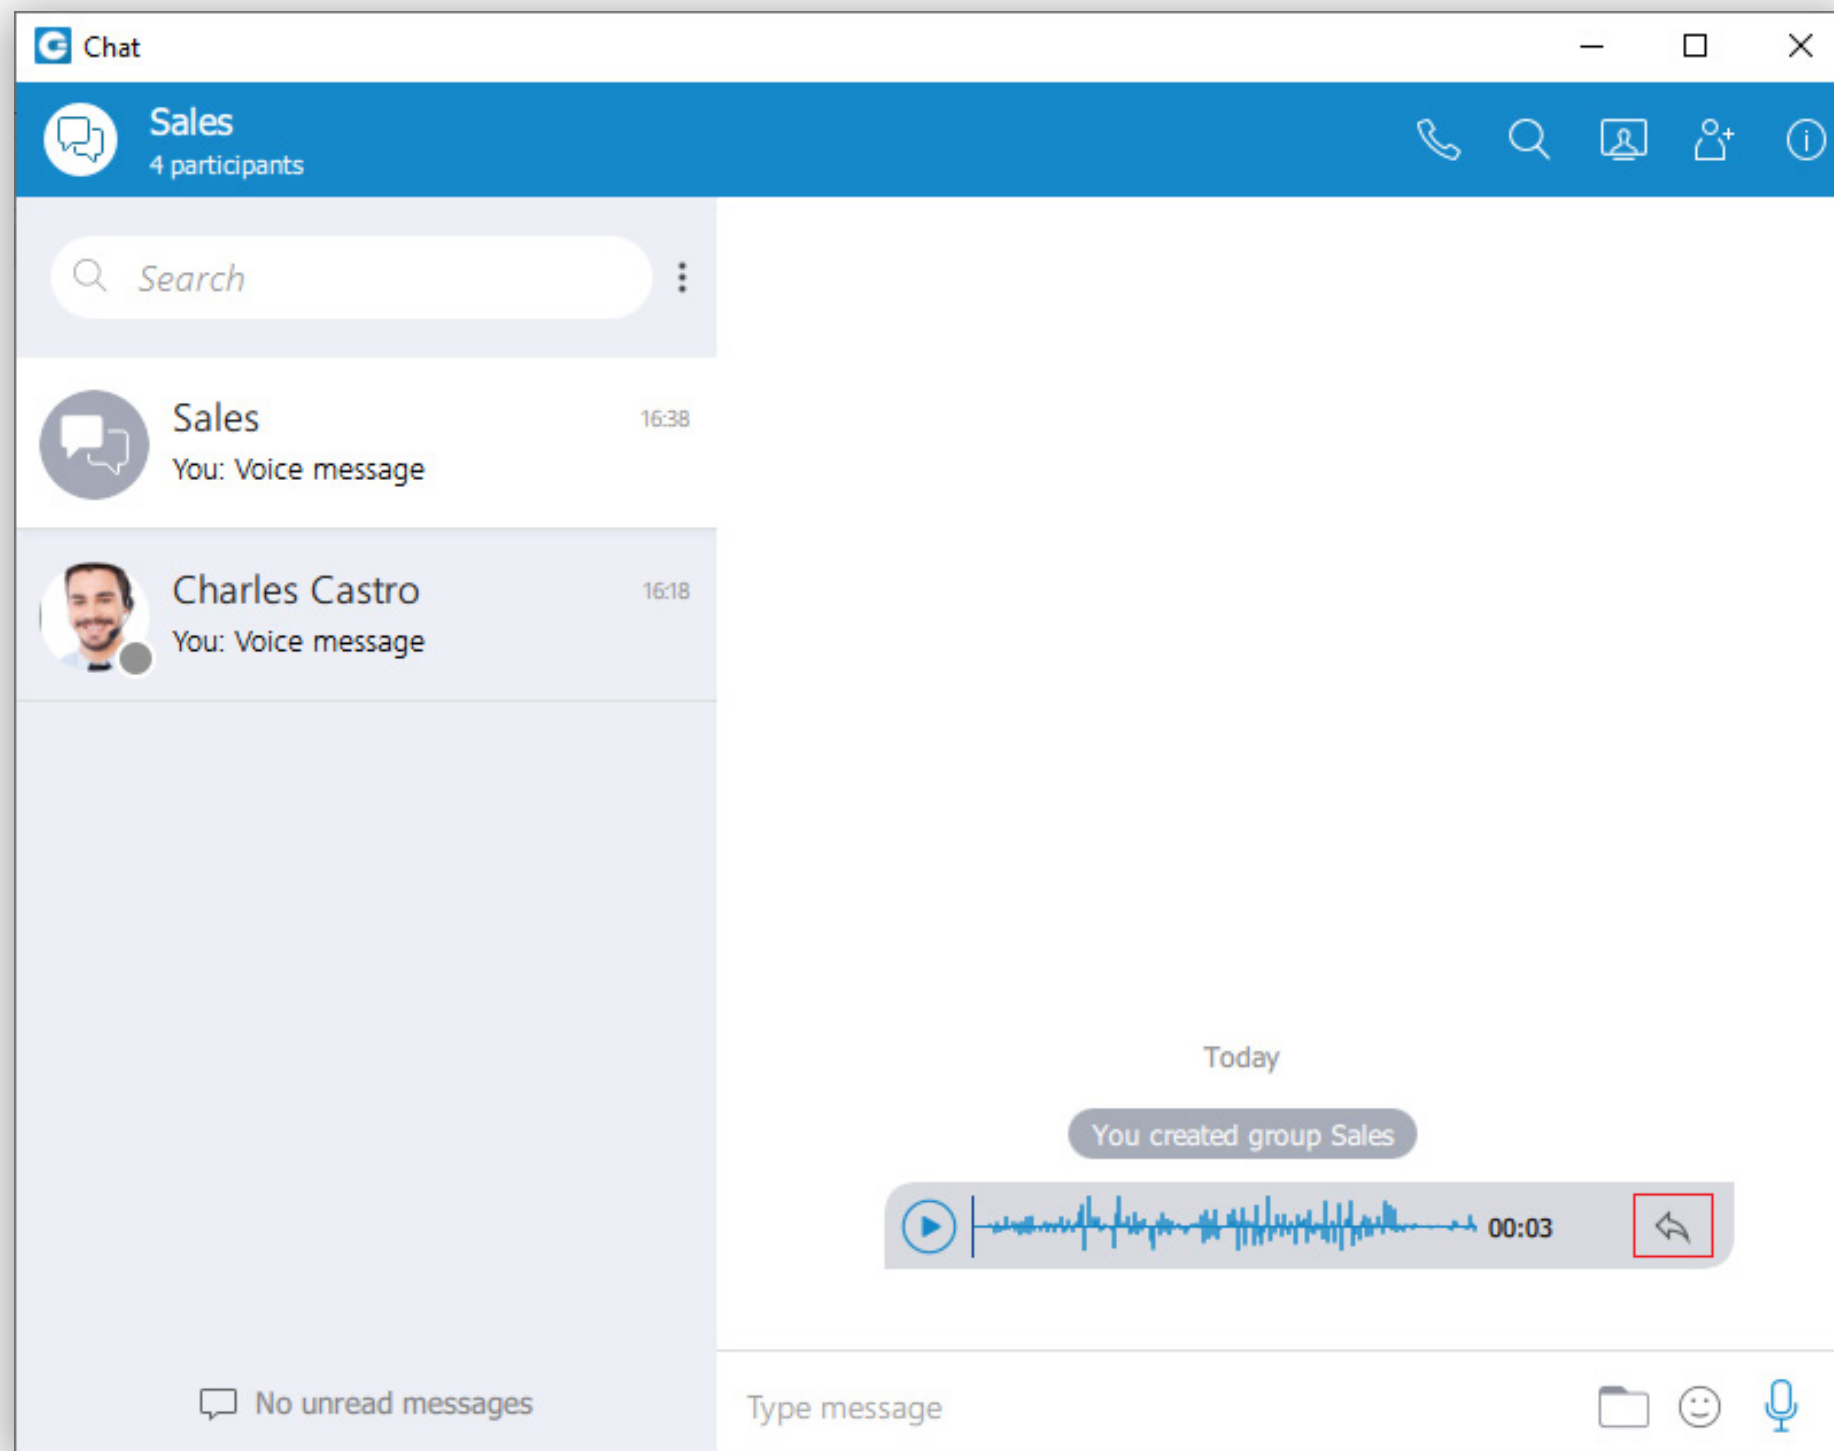 Chat
Sales
4 participants
Search
Sales
16:38
You: Voice message
Charles Castro
16:18
You: Voice message
No unread messages
Today
You created group Sales
00:03
Type message